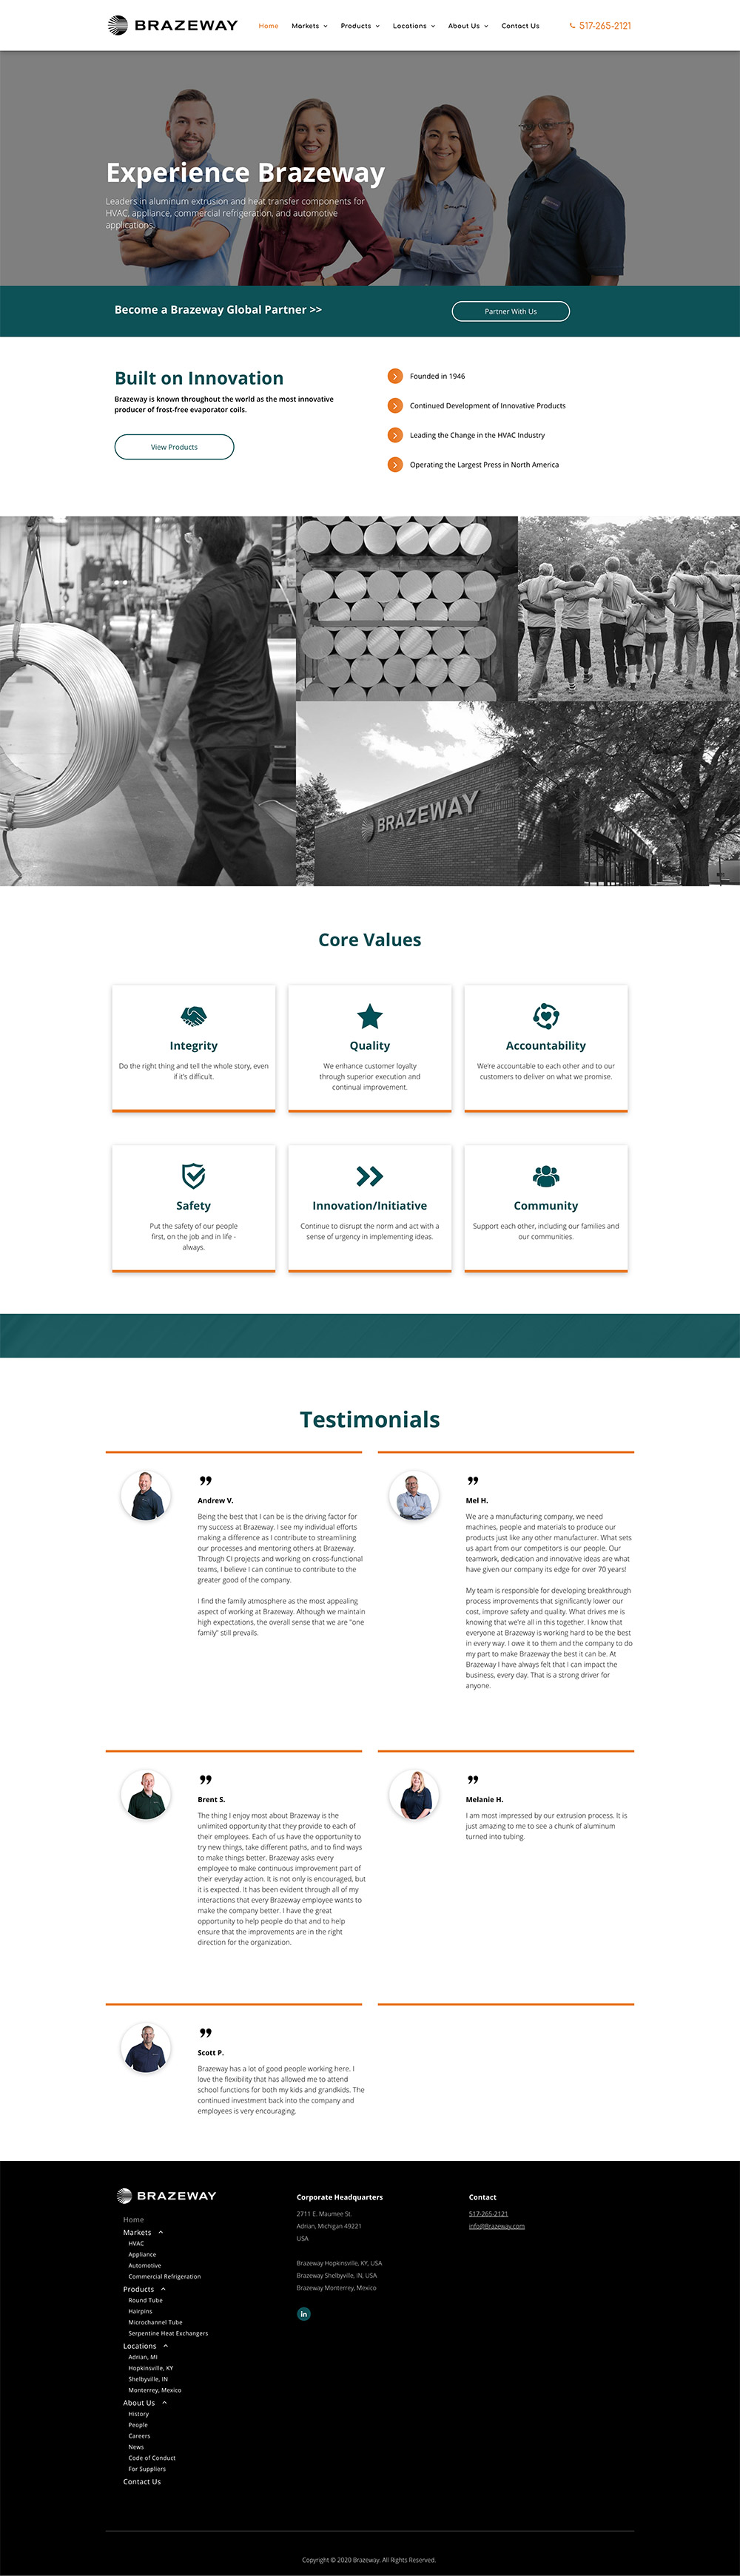 BRAZEWAY
Home Markets Products Locations About Us Contact Us 517-265-2121
Experience Brazeway
Leaders in aluminum extrusion and heat transfer components for
HVAC, appliance, commercial refrigeration, and automotive
applications.
Become a Brazeway Global Partner >>
Partner With Us
Built on Innovation
Brazeway is known throughout the world as the most innovative
producer of frost-free evaporator coils.
View Products
Founded in 1946
Continued Development of Innovative Products
Leading the Change in the HVAC Industry
Operating the Largest Press in North America
BRAZEWAY
Core Values
Integrity
Do the right thing and tell the whole story, even
if it's difficult.
Quality
We enhance customer loyalty
through superior execution and
continual improvement.
Accountability
We're accountable to each other and to our
customers to deliver on what we promise.
Safety
Put the safety of our people
first, on the job and in life -
always.
Innovation/Initiative
Continue to disrupt the norm and act with a
sense of urgency in implementing ideas.
Community
Support each other, including our families and
our communities.
Testimonials
Andrew V.
Being the best that I can be is the driving factor for
my success at Brazeway. I see my individual efforts
making a difference as I contribute to streamlining
our processes and mentoring others at Brazeway.
Through CI projects and working on cross-functional
teams, I believe I can continue to contribute to the
greater good of the company.
I find the family atmosphere as the most appealing
aspect of working at Brazeway. Although we maintain
high expectations, the overall sense that we are "one
family" still prevails.
Mel H.
We are a manufacturing company, we need
machines, people and materials to produce our
products just like any other manufacturer. What sets
us apart from our competitors is our people. Our
teamwork, dedication and innovative ideas are what
have given our company its edge for over 70 years!
My team is responsible for developing breakthrough
process improvements that significantly lower our
cost, improve safety and quality. What drives me is
knowing that we're all in this together. I know that
everyone at Brazeway is working hard to be the best
in every way. I owe it to them and the company to do
my part to make Brazeway the best it can be. At
Brazeway I have always felt that I can impact the
business, every day. That is a strong driver for
anyone.
Brent S.
The thing I enjoy most about Brazeway is the
unlimited opportunity that they provide to each of
their employees. Each of us have the opportunity to
try new things, take different paths, and to find ways
to make things better. Brazeway asks every
employee to make continuous improvement part of
their everyday action. It is not only is encouraged, but
it is expected. It has been evident through all of my
interactions that every Brazeway employee wants to
make the company better. I have the great
opportunity to help people do that and to help
ensure that the improvements are in the right
direction for the organization.
Melanie H.
I am most impressed by our extrusion process. It is
just amazing to me to see a chunk of aluminum
turned into tubing.
Scott P.
Brazeway has a lot of good people working here. I
love the flexibility that has allowed me to attend
school functions for both my kids and grandkids. The
continued investment back into the company and
employees is very encouraging.
BRAZEWAY
Home
Markets
HVAC
Appliance
Automotive
Commercial Refrigeration
Products
Round Tube
Hairpins
Microchannel Tube
Serpentine Heat Exchangers
Locations
Adrian, MI
Hopkinsville, KY
Shelbyville, IN
Monterrey, Mexico
About Us
History
People
Careers
News
Code of Conduct
For Suppliers
Contact Us
Corporate Headquarters
2711 E. Maumee St.
Adrian, Michigan 49221
USA
Brazeway Hopkinsville, KY, USA
Brazeway Shelbyville, IN, USA
Brazeway Monterrey, Mexico
in
Contact
517-265-2121
info@Brazeway.com
Copyright © 2020 Brazeway. All Rights Reserved.